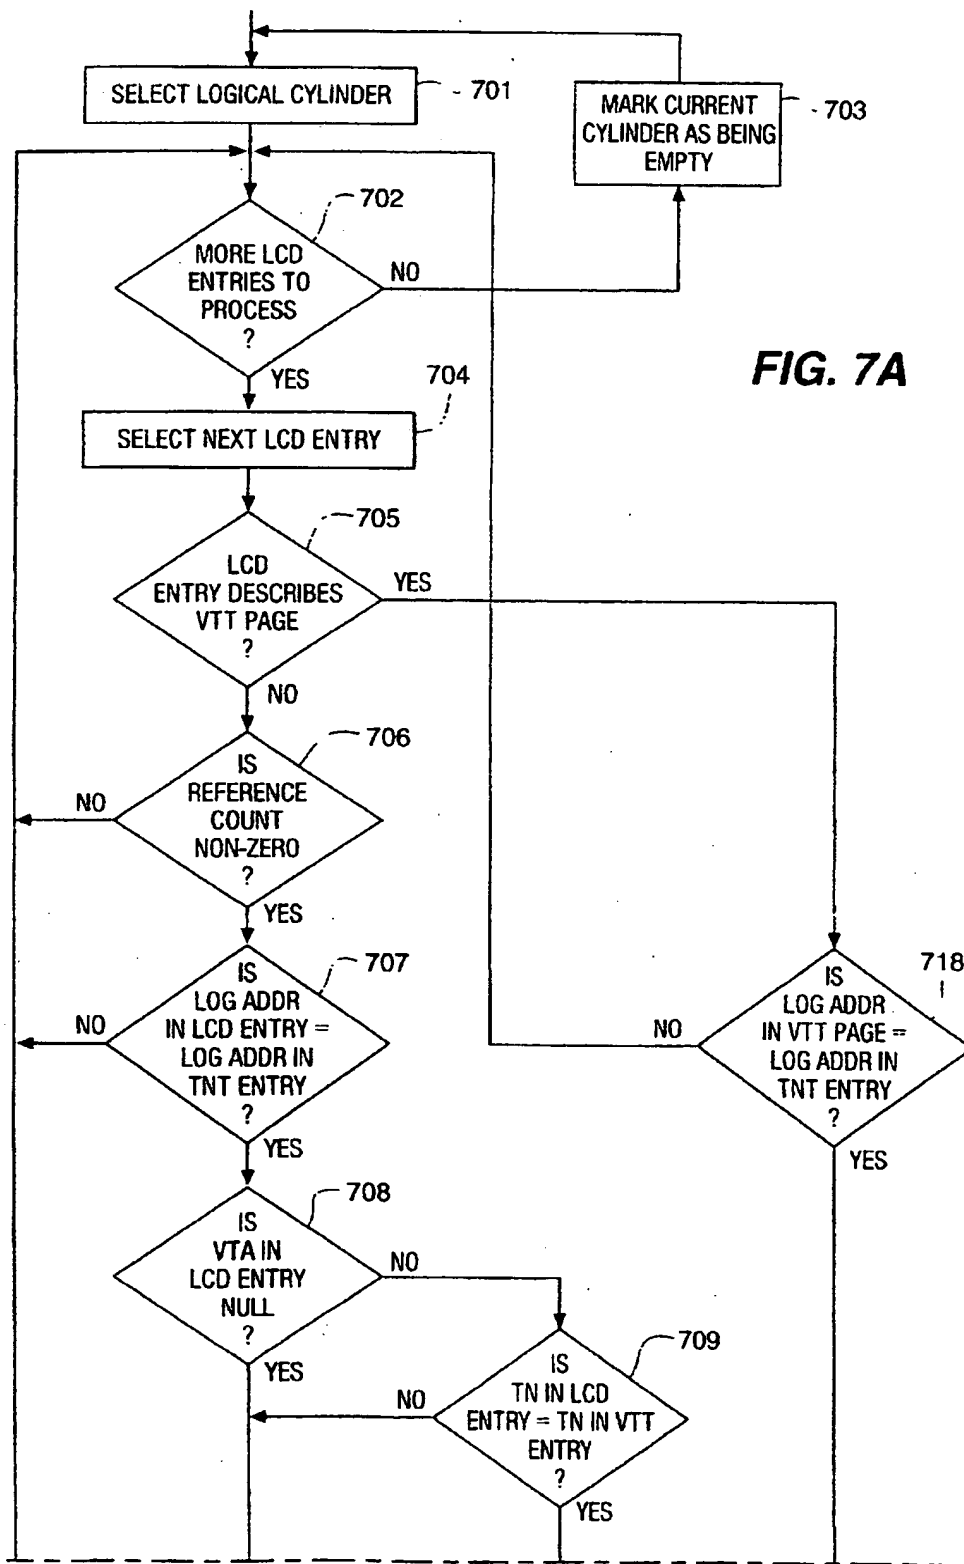 SELECT LOGICAL CYLINDER
701
MARK CURRENT
CYLINDER AS BEING
EMPTY
703
702
MORE LCD
ENTRIES TO
PROCESS
?
NO
YES
FIG. 7A
704
SELECT NEXT LCD ENTRY
705
LCD
ENTRY DESCRIBES
VTT PAGE
?
YES
NO
706
IS
REFERENCE
COUNT
NON-ZERO
?
NO
YES
707
IS
LOG ADDR
IN LCD ENTRY =
LOG ADDR IN
TNT ENTRY
?
NO
YES
718
IS
LOG ADDR
IN VTT PAGE =
LOG ADDR IN
TNT ENTRY
?
NO
YES
708
IS
VTA IN
LCD ENTRY
NULL
?
NO
YES
709
IS
TN IN LCD
ENTRY = TN IN VTT
ENTRY
?
NO
YES